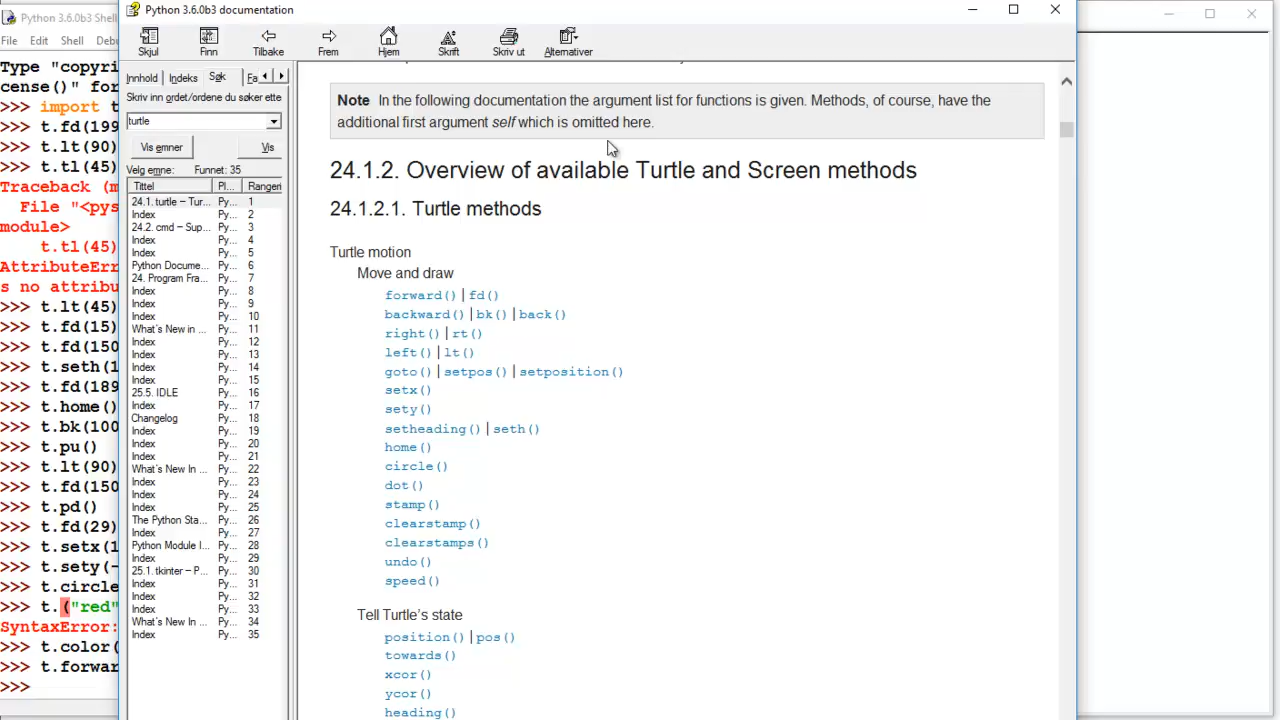 Python 3.6.0b3 Shell
File Edit Shell Debu
Type "copyri
cense()" for
>>> import t
>>> t.fd(199
>>> t.lt(90)
>>> t.tl(45)
Traceback (m
File "<pys
module>
t.tl(45)
AttributeErr
s no attribu
>>> t.lt(45)
>>> t.fd(15)
>>> t.fd(150
>>> t.seth(1
>>> t.fd(189
>>> t.home()
>>> t.bk(100
>>> t.pu()
>>> t.lt(90)
>>> t.fd(150
>>> t.pd()
>>> t.fd(29)
>>> t.setx(1
>>> t.sety(-
>>> t.circle
>>> t.("red"
SyntaxError:
>>> t.color(
>>> t.forwar
>>>
Python 3.6.0b3 documentation
Skjul Finn Tilbake Frem Hjem Skrift Skriv ut Alternativer
Innhold Indeks Søk Fa
Skriv inn ordet/ordene du søker ette
turtle
Vis emner Vis
Velg emne: Funnet: 35
Tittel Pl... Rangeri
24.1. turtle – Tur... Py... 1
Index Py... 2
24.2. cmd – Sup... Py... 3
Index Py... 4
Index Py... 5
Python Docume... Py... 6
24. Program Fra... Py... 7
Index Py... 8
Index Py... 9
Index Py... 10
What's New in ... Py... 11
Index Py... 12
Index Py... 13
Index Py... 14
Index Py... 15
25.5. IDLE Py... 16
Index Py... 17
Changelog Py... 18
Index Py... 19
Index Py... 20
Index Py... 21
What's New In ... Py... 22
Index Py... 23
Index Py... 24
Index Py... 25
The Python Sta... Py... 26
Index Py... 27
Python Module I... Py... 28
Index Py... 29
25.1. tkinter – P... Py... 30
Index Py... 31
Index Py... 32
Index Py... 33
What's New In ... Py... 34
Index Py... 35
Note In the following documentation the argument list for functions is given. Methods, of course, have the
additional first argument self which is omitted here.
24.1.2. Overview of available Turtle and Screen methods
24.1.2.1. Turtle methods
Turtle motion
Move and draw
forward() | fd()
backward() | bk() | back()
right() | rt()
left() | lt()
goto() | setpos() | setposition()
setx()
sety()
setheading() | seth()
home()
circle()
dot()
stamp()
clearstamp()
clearstamps()
undo()
speed()
Tell Turtle's state
position() | pos()
towards()
xcor()
ycor()
heading()